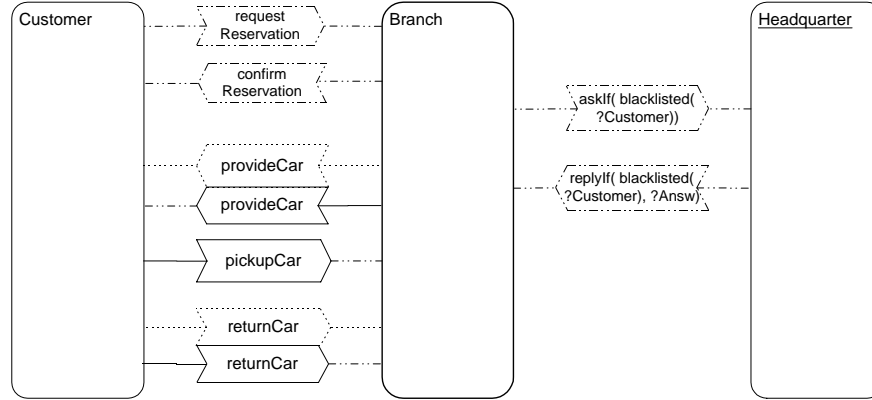 Customer
request
Reservation
confirm
Reservation
provideCar
provideCar
pickupCar
returnCar
returnCar
Branch
askIf( blacklisted(
?Customer))
replyIf( blacklisted(
?Customer), ?Answ)
Headquarter